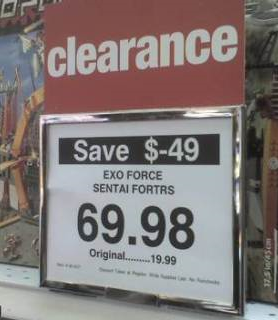 clearance
Save $-49
EXO FORCE
SENTAI FORTRS
69.98
Original.........19.99